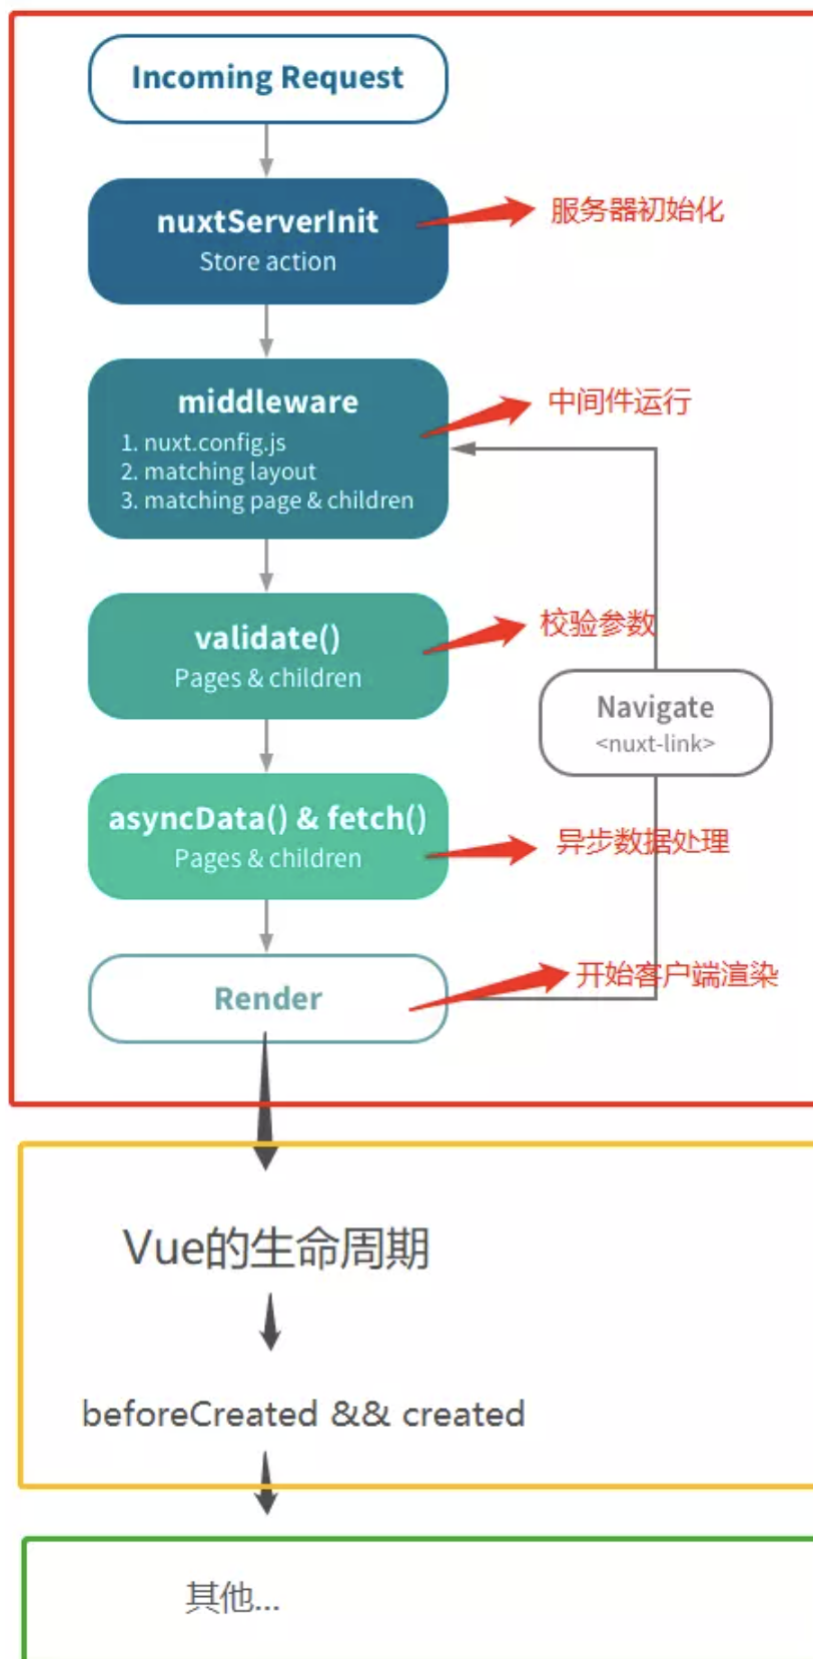 Incoming Request
nuxtServerInit
Store action
服务器初始化
middleware
1. nuxt.config.js
2. matching layout
3. matching page & children
中间件运行
validate()
Pages & children
校验参数
Navigate
<nuxt-link>
asyncData() & fetch()
Pages & children
异步数据处理
Render
开始客户端渲染
Vue的生命周期
beforeCreated && created
其他...